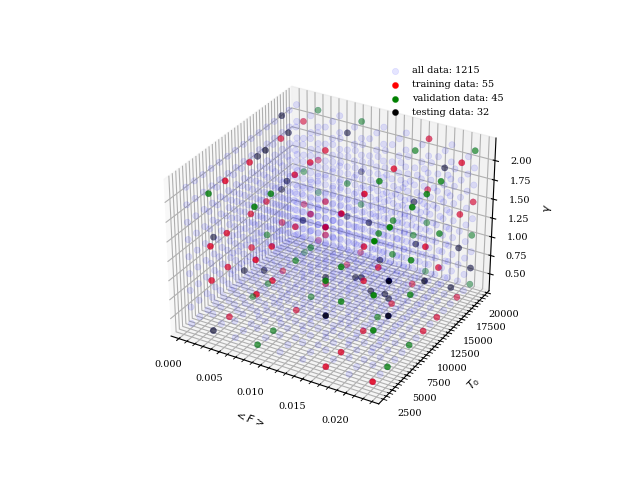 all data: 1215
training data: 55
validation data: 45
testing data: 32
2.00
1.75
1.50
1.25
1.00
0.75
0.50
γ
20000
17500
15000
12500
10000
7500
5000
2500
T₀
0.000
0.005
0.010
0.015
0.020
<F>